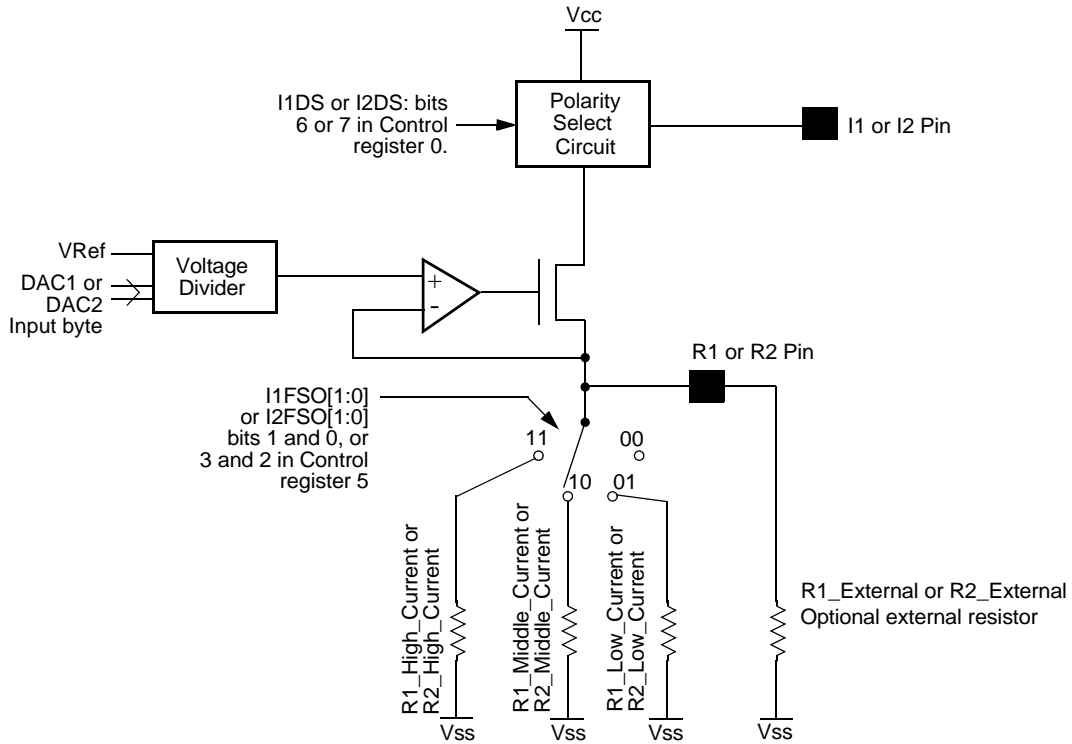 Vcc
I1DS or I2DS: bits
6 or 7 in Control
register 0.
Polarity
Select
Circuit
I1 or I2 Pin
VRef
DAC1 or
DAC2
Input byte
Voltage
Divider
+
-
R1 or R2 Pin
I1FSO[1:0]
or I2FSO[1:0]
bits 1 and 0, or
3 and 2 in Control
register 5
11
00
10
01
R1_High_Current or
R2_High_Current
R1_Middle_Current or
R2_Middle_Current
R1_Low_Current or
R2_Low_Current
R1_External or R2_External
Optional external resistor
Vss
Vss
Vss
Vss